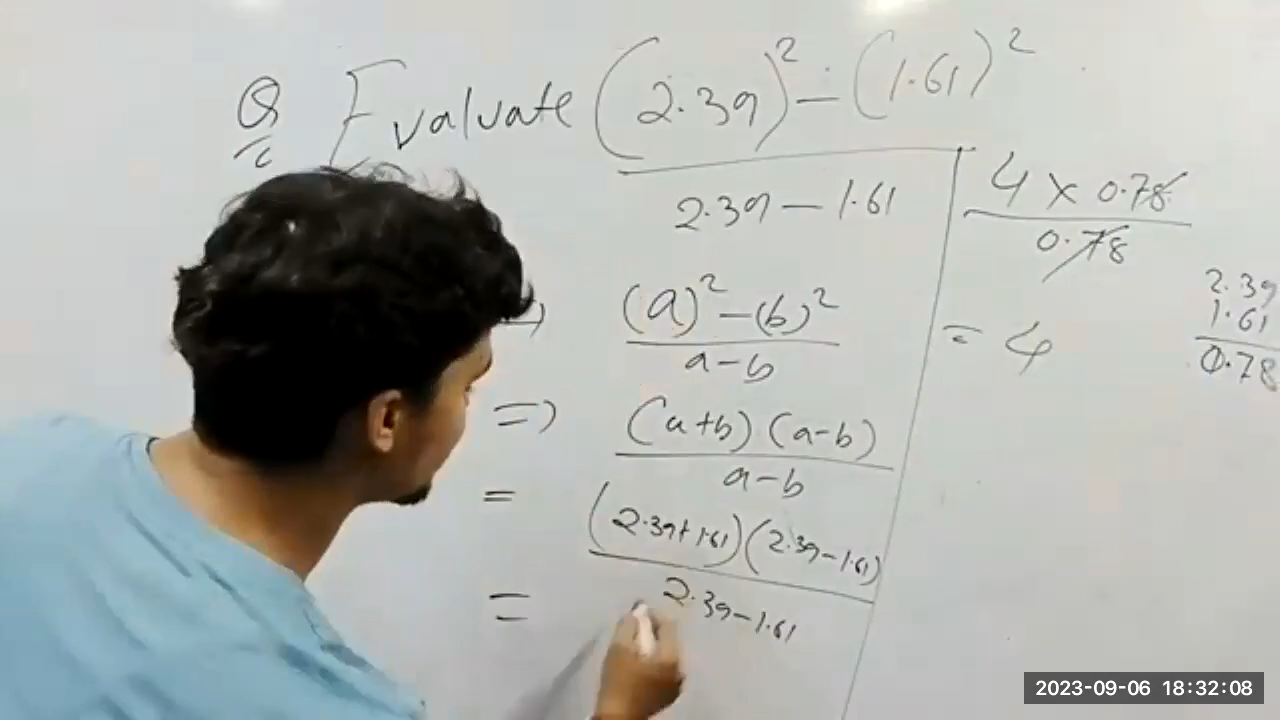 Q Evaluate (2.39)² - (1.61)²
2.39 - 1.61
=) (a)² - (b)²
a - b
=) (a+b) (a-b)
a - b
= (2.39+1.61)(2.39-1.61)
2.39-1.61
=
4 × 0.78
0.78
= 4
2.39
1.61
0.78
2023-09-06 18:32:08